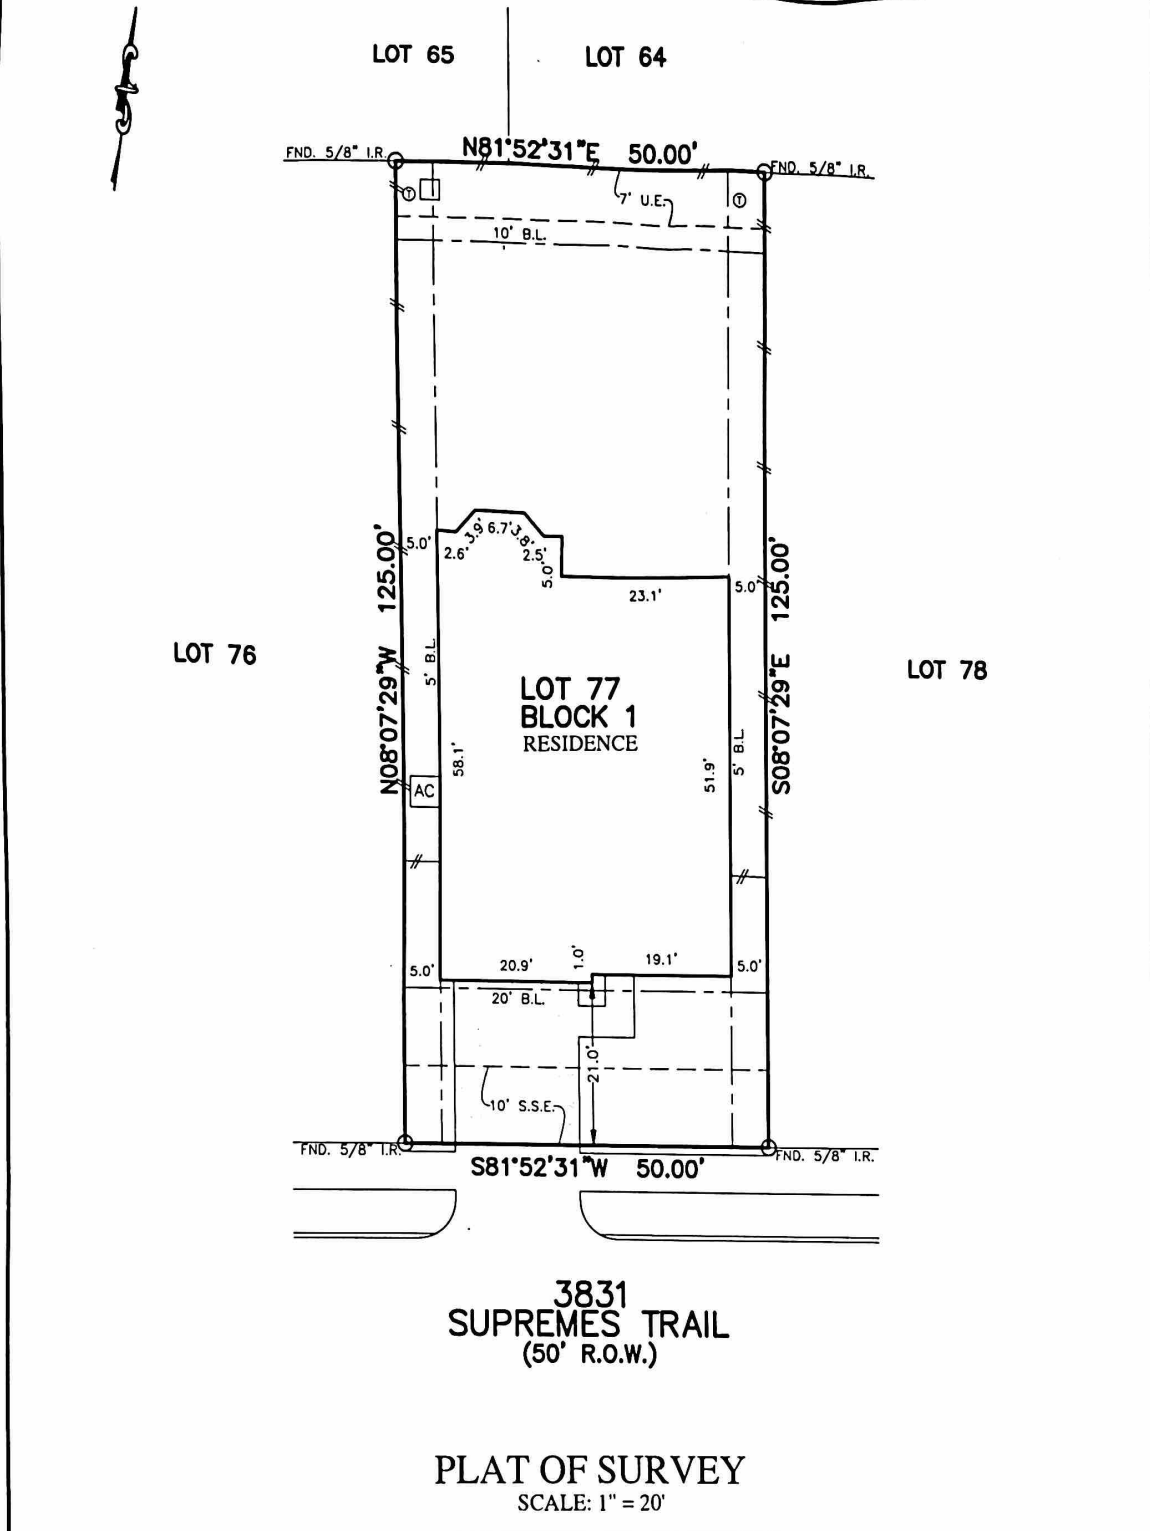 LOT 65
LOT 64
N81°52'31"E 50.00'
FND. 5/8" I.R.
FND. 5/8" I.R.
T
T
7' U.E.
10' B.L.
5.0'
2.6'
3.9'
6.7'
3.8'
2.5'
5.0'
23.1'
5.0'
N08°07'29"W 125.00'
S08°07'29"E 125.00'
LOT 76
LOT 78
5' B.L.
LOT 77
BLOCK 1
RESIDENCE
58.1'
51.9'
5' B.L.
AC
5.0'
20.9'
1.0'
19.1'
5.0'
20' B.L.
21.0'
10' S.S.E.
FND. 5/8" I.R.
FND. 5/8" I.R.
S81°52'31"W 50.00'
3831
SUPREMES TRAIL
(50' R.O.W.)
PLAT OF SURVEY
SCALE: 1" = 20'